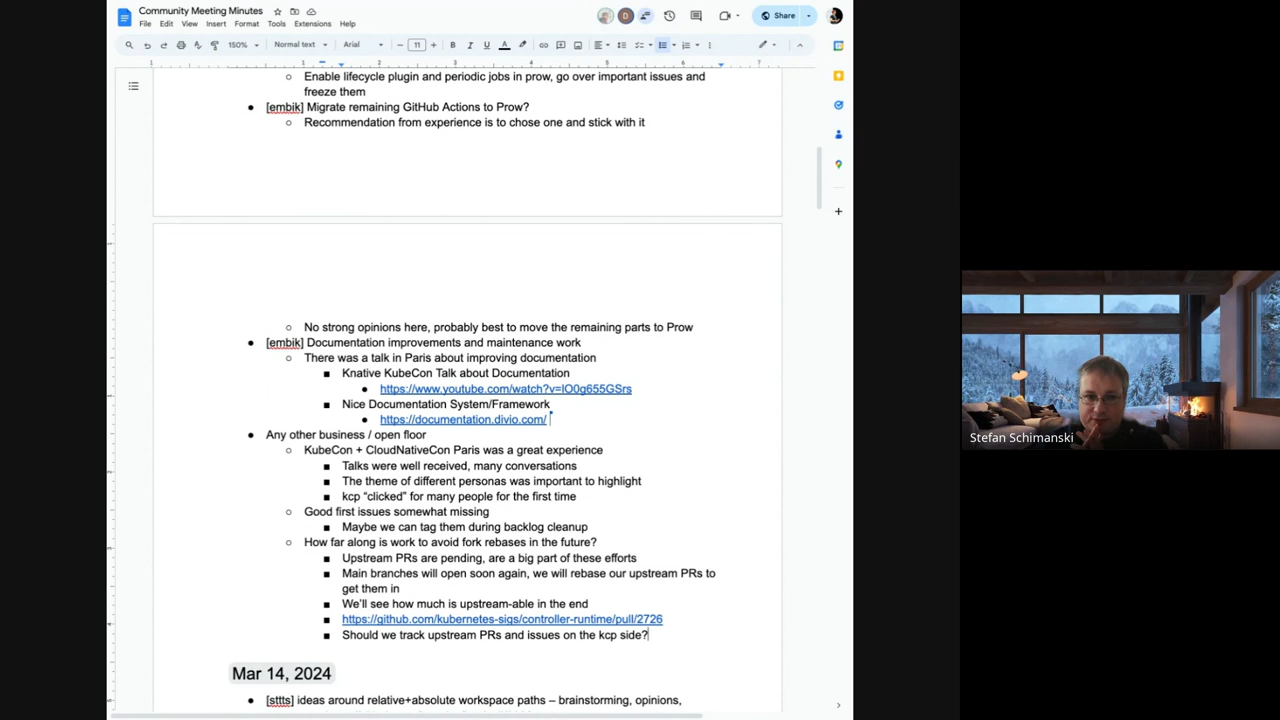 Community Meeting Minutes
File Edit View Insert Format Tools Extensions Help
D
Share
150%
Normal text
Arial
11
B I U A
1 1 2 3 4 5 6 7
Enable lifecycle plugin and periodic jobs in prow, go over important issues and
freeze them
[embik] Migrate remaining GitHub Actions to Prow?
Recommendation from experience is to chose one and stick with it
No strong opinions here, probably best to move the remaining parts to Prow
[embik] Documentation improvements and maintenance work
There was a talk in Paris about improving documentation
Knative KubeCon Talk about Documentation
https://www.youtube.com/watch?v=lO0g655GSrs
Nice Documentation System/Framework
https://documentation.divio.com/
Any other business / open floor
KubeCon + CloudNativeCon Paris was a great experience
Talks were well received, many conversations
The theme of different personas was important to highlight
kcp “clicked” for many people for the first time
Good first issues somewhat missing
Maybe we can tag them during backlog cleanup
How far along is work to avoid fork rebases in the future?
Upstream PRs are pending, are a big part of these efforts
Main branches will open soon again, we will rebase our upstream PRs to
get them in
We’ll see how much is upstream-able in the end
https://github.com/kubernetes-sigs/controller-runtime/pull/2726
Should we track upstream PRs and issues on the kcp side?
Mar 14, 2024
[sttts] ideas around relative+absolute workspace paths – brainstorming, opinions,
Stefan Schimanski